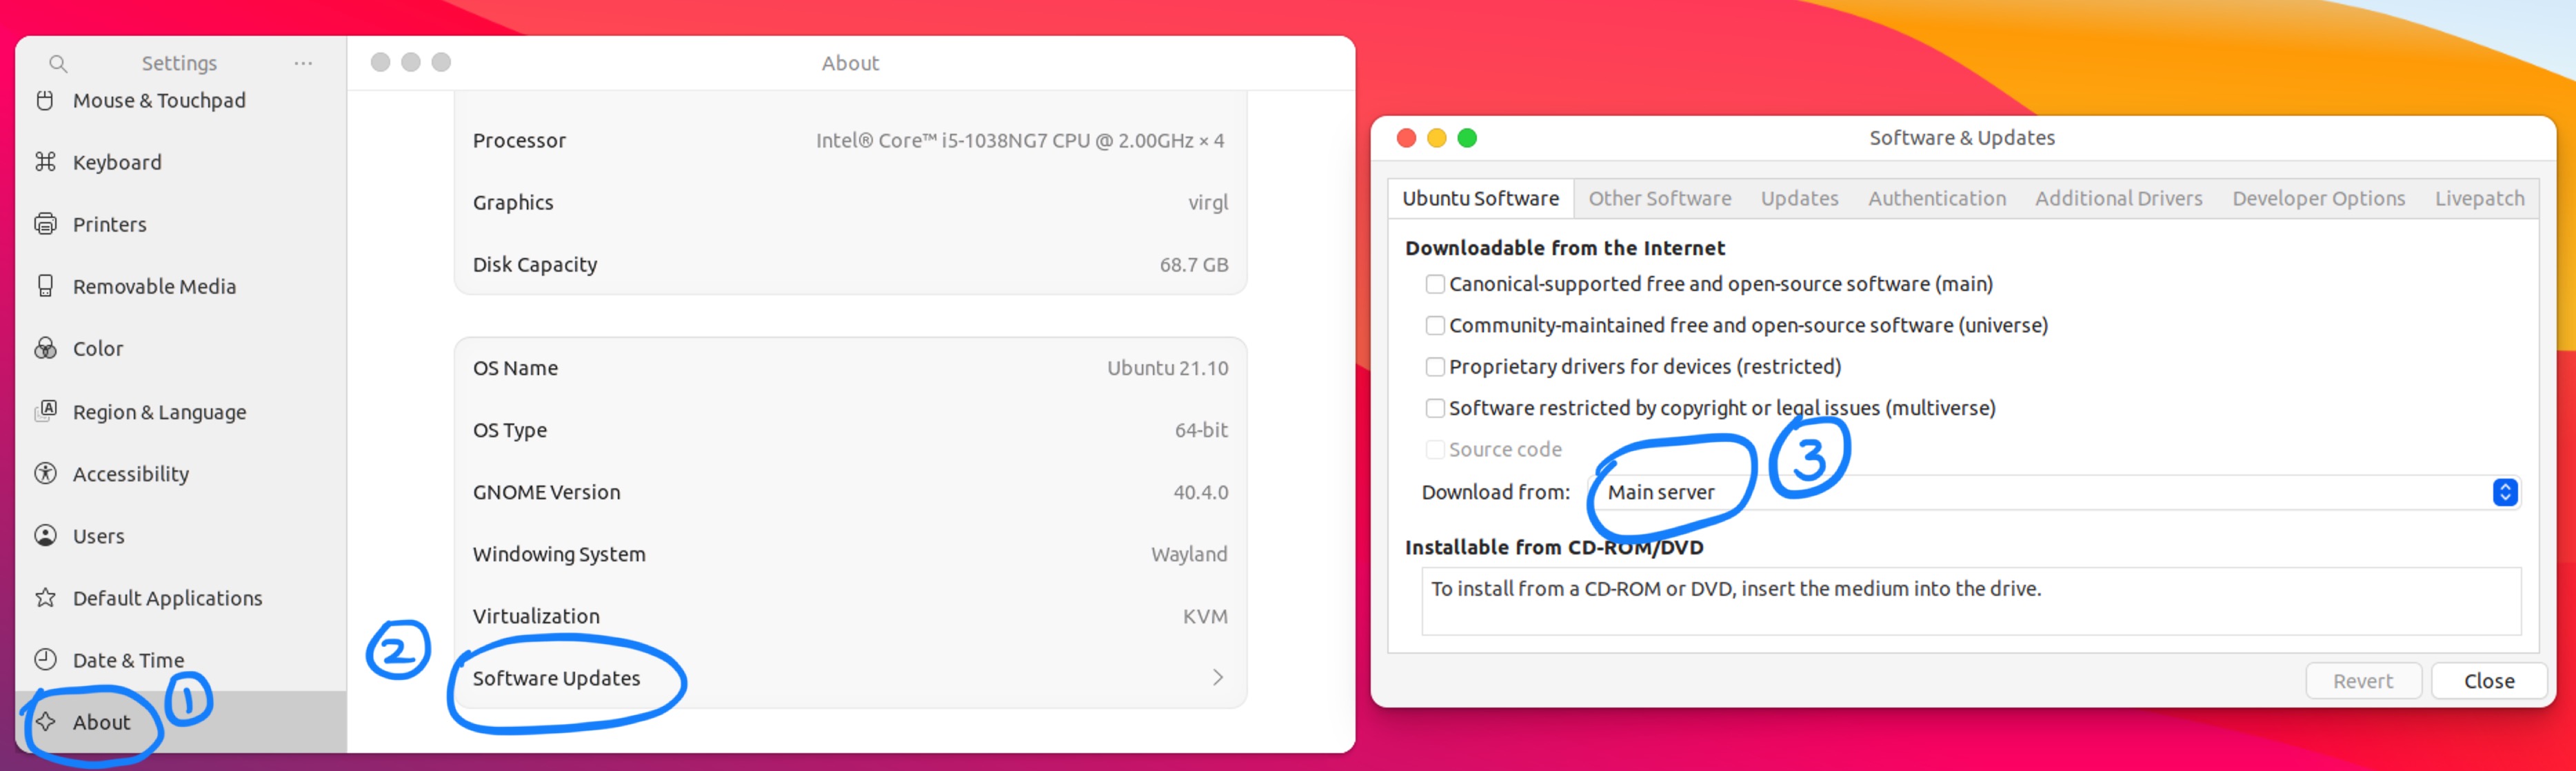 Settings
Mouse & Touchpad
Keyboard
Printers
Removable Media
Color
Region & Language
Accessibility
Users
Default Applications
Date & Time
1
About
About
Processor Intel® Core™ i5-1038NG7 CPU @ 2.00GHz × 4
Graphics virgl
Disk Capacity 68.7 GB
OS Name Ubuntu 21.10
OS Type 64-bit
GNOME Version 40.4.0
Windowing System Wayland
Virtualization KVM
2
Software Updates
Software & Updates
Ubuntu Software Other Software Updates Authentication Additional Drivers Developer Options Livepatch
Downloadable from the Internet
Canonical-supported free and open-source software (main)
Community-maintained free and open-source software (universe)
Proprietary drivers for devices (restricted)
Software restricted by copyright or legal issues (multiverse)
Source code
3
Download from: Main server
Installable from CD-ROM/DVD
To install from a CD-ROM or DVD, insert the medium into the drive.
Revert Close